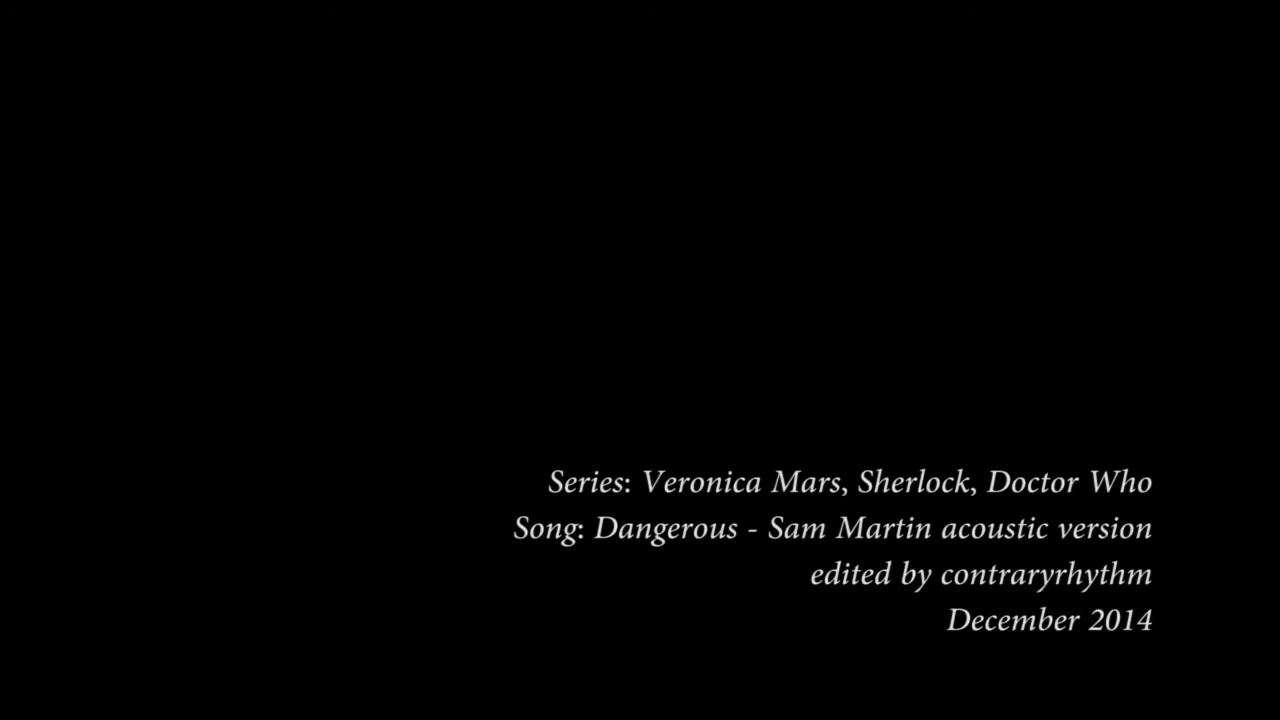 Series: Veronica Mars, Sherlock, Doctor Who
Song: Dangerous - Sam Martin acoustic version
edited by contraryrhythm
December 2014